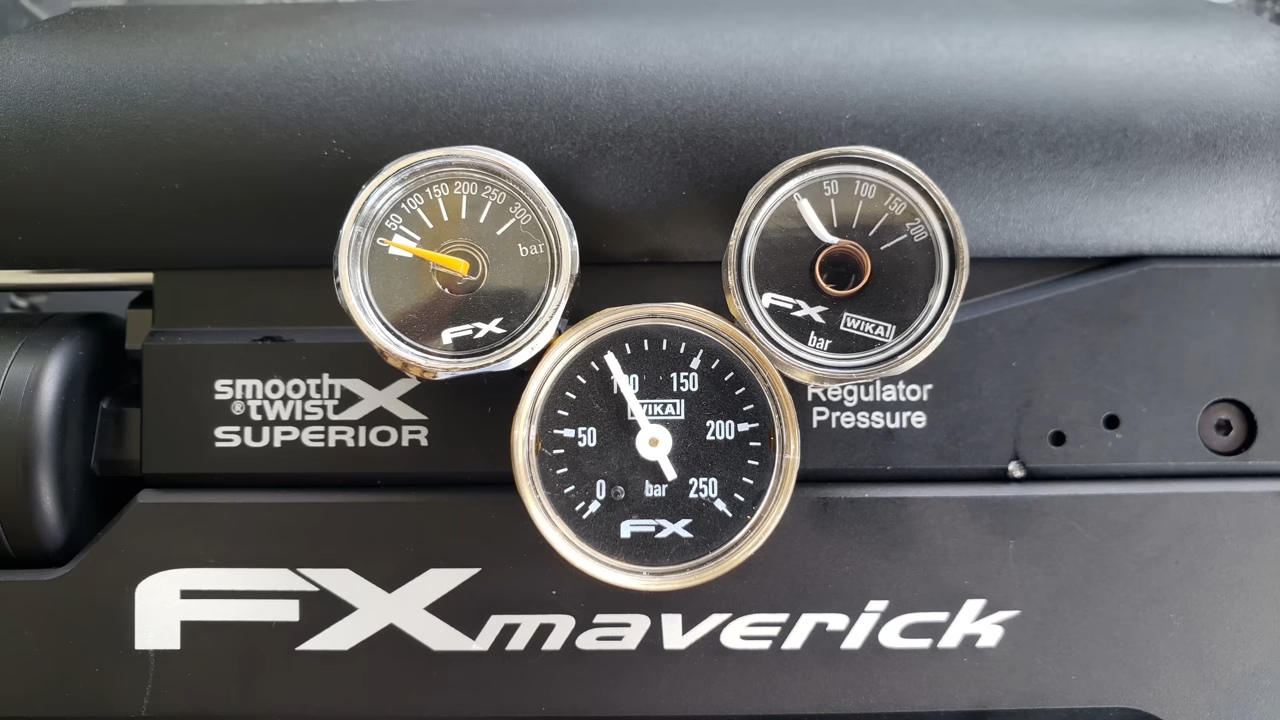 0 50 100 150 200 250 300
bar
FX
0 50 100 150 200
FX WIKA
bar
100 150
WIKA
50 200
0 bar 250
FX
smooth
®twist X
SUPERIOR
Regulator
Pressure
FX maverick